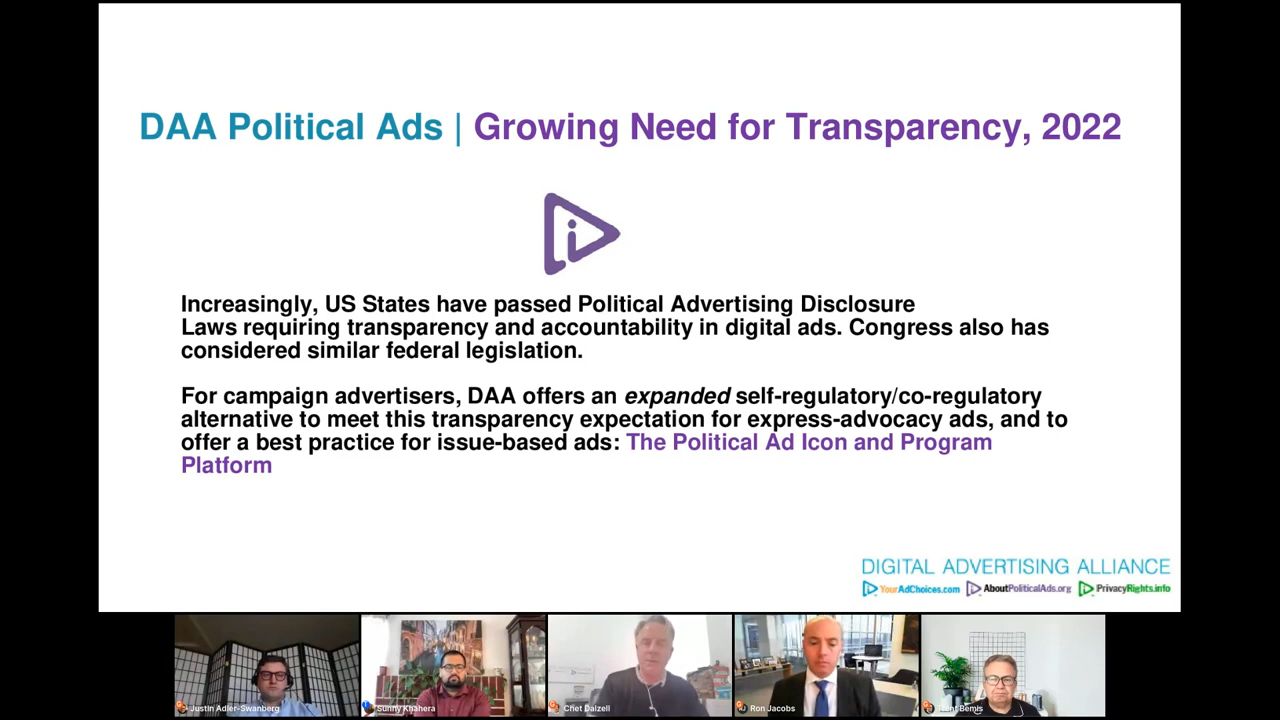 DAA Political Ads | Growing Need for Transparency, 2022
i
Increasingly, US States have passed Political Advertising Disclosure
Laws requiring transparency and accountability in digital ads. Congress also has
considered similar federal legislation.
For campaign advertisers, DAA offers an expanded self-regulatory/co-regulatory
alternative to meet this transparency expectation for express-advocacy ads, and to
offer a best practice for issue-based ads: The Political Ad Icon and Program
Platform
DIGITAL ADVERTISING ALLIANCE
YourAdChoices.com AboutPoliticalAds.org PrivacyRights.info
Justin Adler-Swanberg
Sunny Khahera
Chet Dalzell
Ron Jacobs
Bemis